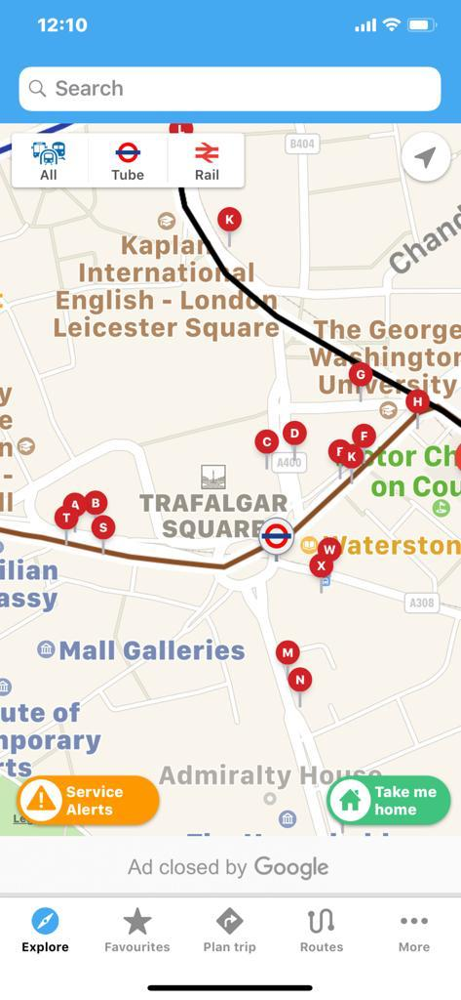 12:10
Search
All
Tube
Rail
L
B404
K
Kaplan
International
English - London
Leicester Square
Chand
The George
Washington
University
G
H
C
D
F
K
A400
tor Ch
on Cou
TRAFALGAR
SQUARE
A
B
T
S
Waterston
W
X
A308
ilian
assy
Mall Galleries
M
N
ute of
mporary
rts
Admiralty House
Service
Alerts
Take me
home
Ad closed by Google
Explore
Favourites
Plan trip
Routes
More